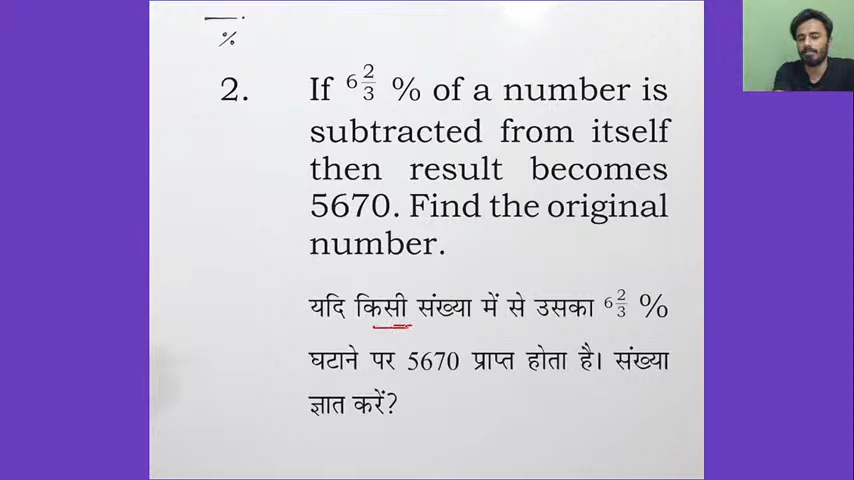 %
2. If 6 2/3 % of a number is
subtracted from itself
then result becomes
5670. Find the original
number.
यदि किसी संख्या में से उसका 6 2/3 %
घटाने पर 5670 प्राप्त होता है। संख्या
ज्ञात करें?